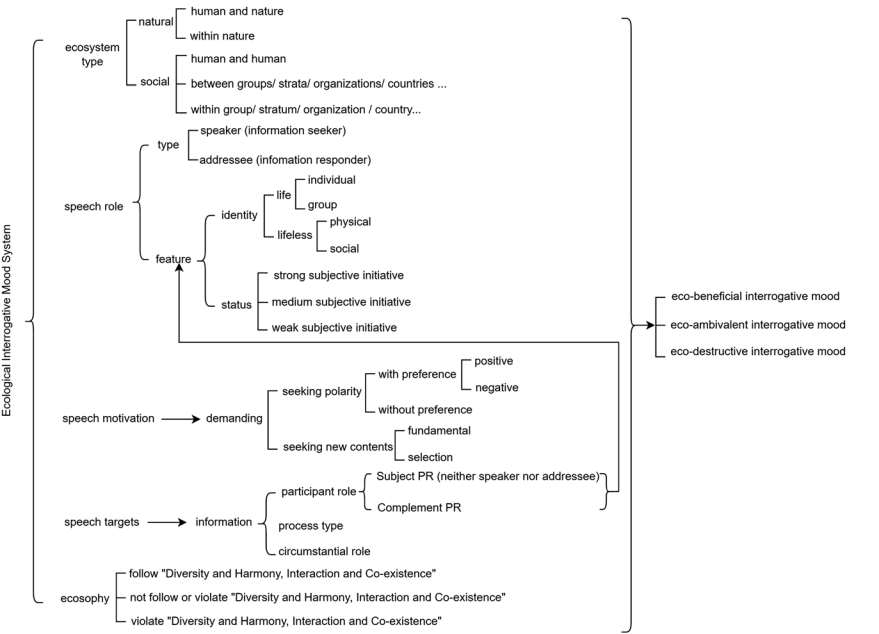 Ecological Interrogative Mood System
ecosystem
type
natural
human and nature
within nature
social
human and human
between groups/ strata/ organizations/ countries ...
within group/ stratum/ organization / country...
speech role
type
speaker (information seeker)
addressee (infomation responder)
feature
identity
life
individual
group
lifeless
physical
social
status
strong subjective initiative
medium subjective initiative
weak subjective initiative
speech motivation
demanding
seeking polarity
with preference
positive
negative
without preference
seeking new contents
fundamental
selection
speech targets
information
participant role
Subject PR (neither speaker nor addressee)
Complement PR
process type
circumstantial role
ecosophy
follow "Diversity and Harmony, Interaction and Co-existence"
not follow or violate "Diversity and Harmony, Interaction and Co-existence"
violate "Diversity and Harmony, Interaction and Co-existence"
eco-beneficial interrogative mood
eco-ambivalent interrogative mood
eco-destructive interrogative mood